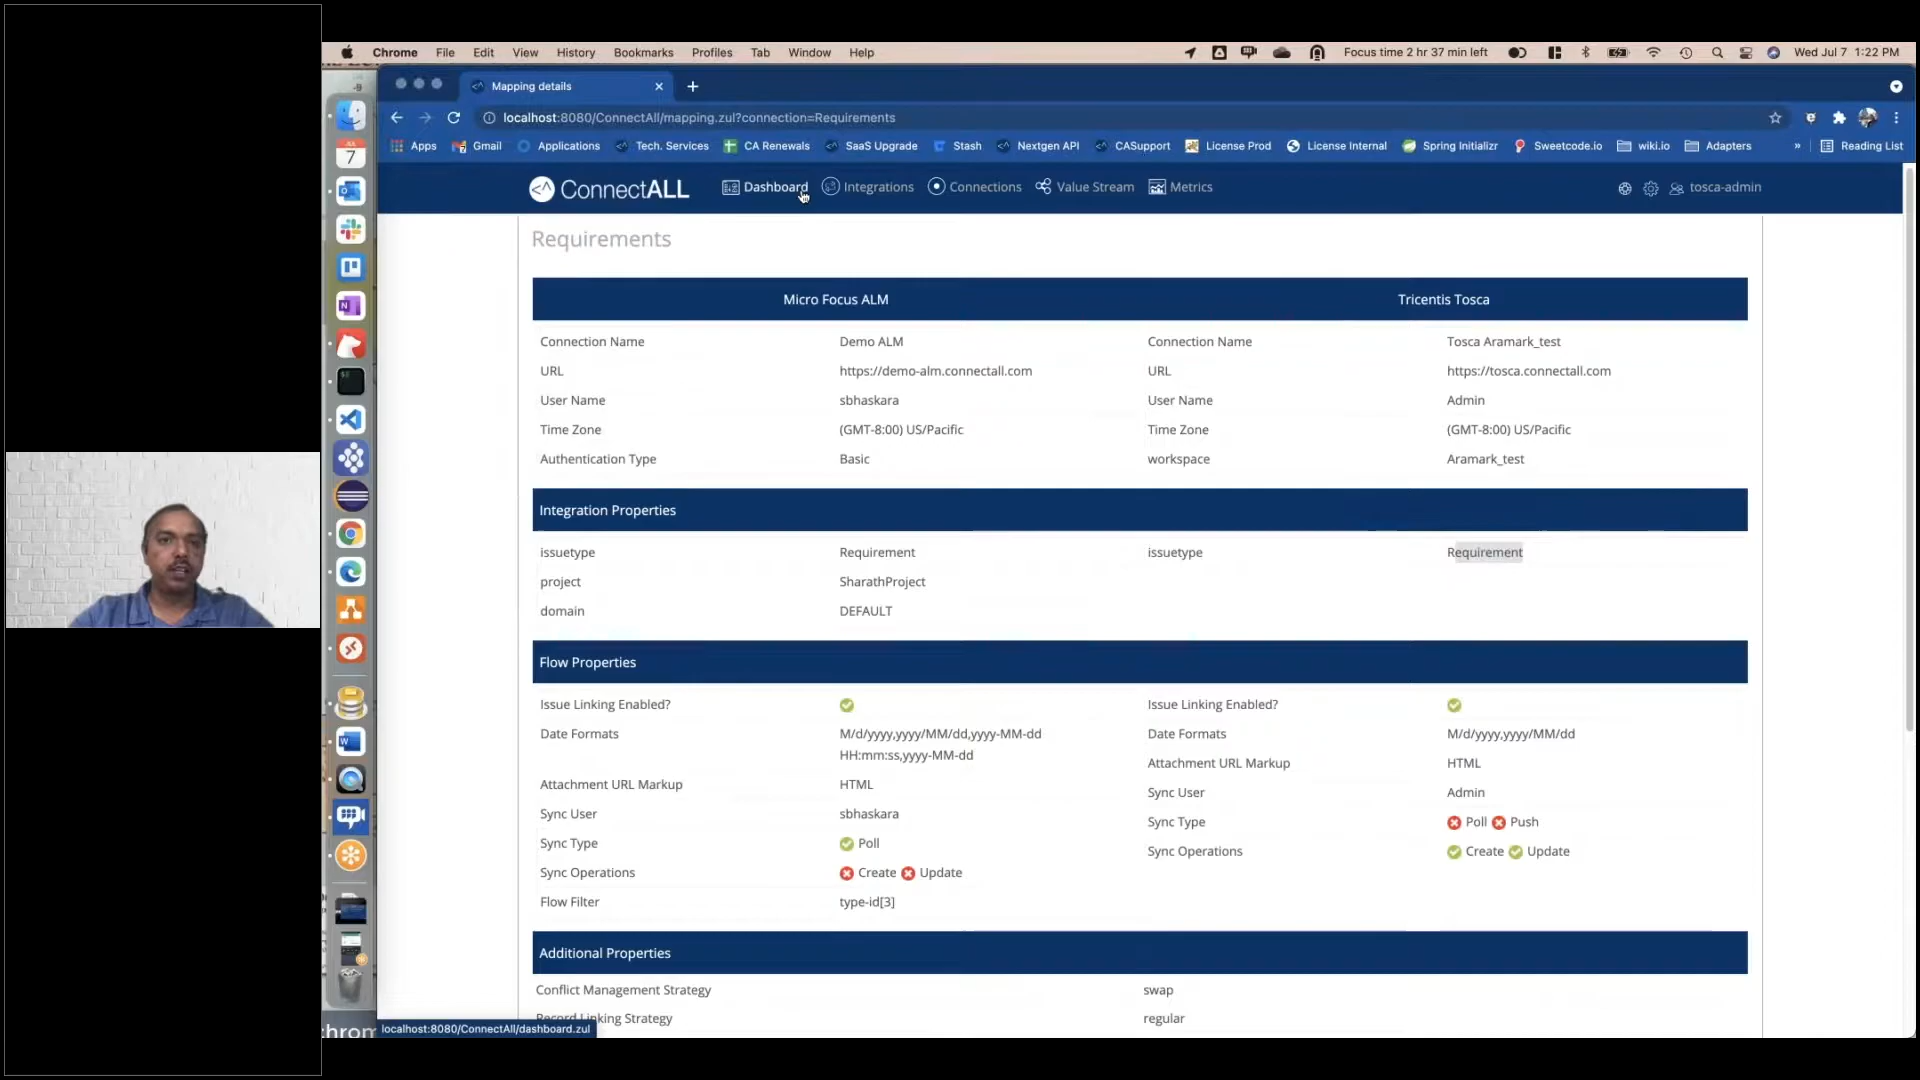 Chrome File Edit View History Bookmarks Profiles Tab Window Help Focus time 2 hr 37 min left Wed Jul 7 1:22 PM
Mapping details
localhost:8080/ConnectAll/mapping.zul?connection=Requirements
Apps Gmail Applications Tech. Services CA Renewals SaaS Upgrade Stash Nextgen API CASupport License Prod License Internal Spring Initializr Sweetcode.io wiki.io Adapters » Reading List
ConnectALL Dashboard Integrations Connections Value Stream Metrics tosca-admin
Requirements
Micro Focus ALM Tricentis Tosca
Connection Name Demo ALM Connection Name Tosca Aramark_test
URL https://demo-alm.connectall.com URL https://tosca.connectall.com
User Name sbhaskara User Name Admin
Time Zone (GMT-8:00) US/Pacific Time Zone (GMT-8:00) US/Pacific
Authentication Type Basic workspace Aramark_test
Integration Properties
issuetype Requirement issuetype Requirement
project SharathProject
domain DEFAULT
Flow Properties
Issue Linking Enabled? Issue Linking Enabled?
Date Formats M/d/yyyy,yyyy/MM/dd,yyyy-MM-dd Date Formats M/d/yyyy,yyyy/MM/dd
HH:mm:ss,yyyy-MM-dd
Attachment URL Markup HTML
Attachment URL Markup HTML
Sync User Admin
Sync User sbhaskara
Sync Type Poll Push
Sync Type Poll
Sync Operations Create Update
Sync Operations Create Update
Flow Filter type-id[3]
Additional Properties
Conflict Management Strategy swap
Record Linking Strategy regular
localhost:8080/ConnectAll/dashboard.zul